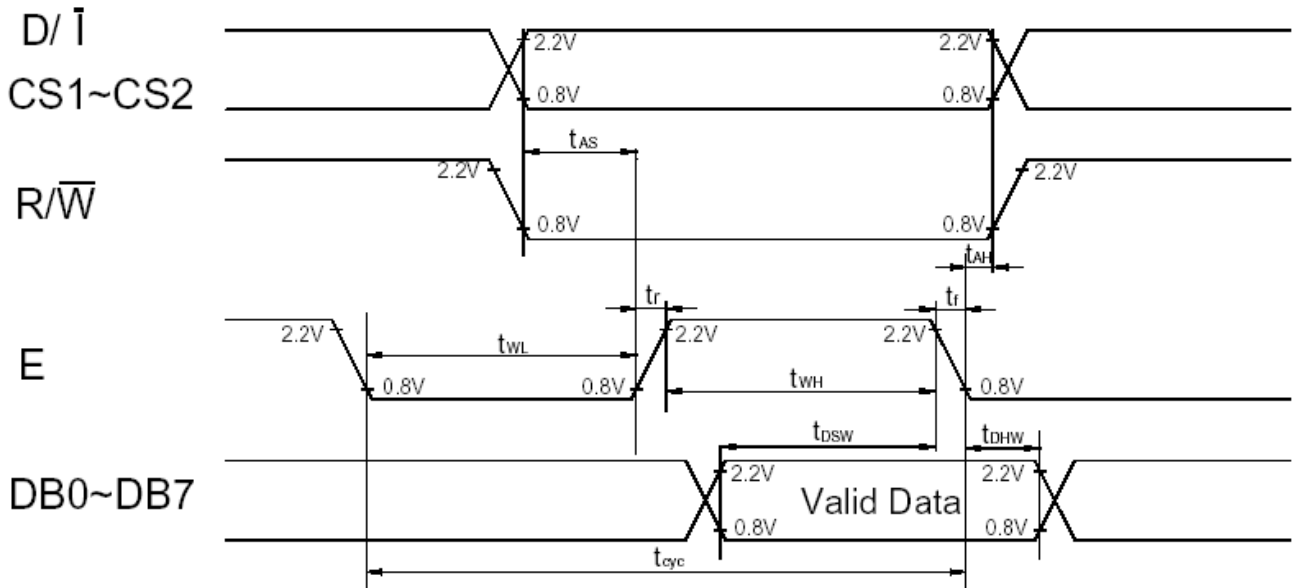 D/ Ī
2.2V 2.2V
CS1~CS2
0.8V 0.8V
tAS
2.2V 2.2V
R/W̅
0.8V 0.8V
tAH
tr tf
2.2V 2.2V 2.2V
tWL
E
0.8V 0.8V 0.8V
tWH
tDSW tDHW
2.2V 2.2V
DB0~DB7 Valid Data
0.8V 0.8V
tcyc